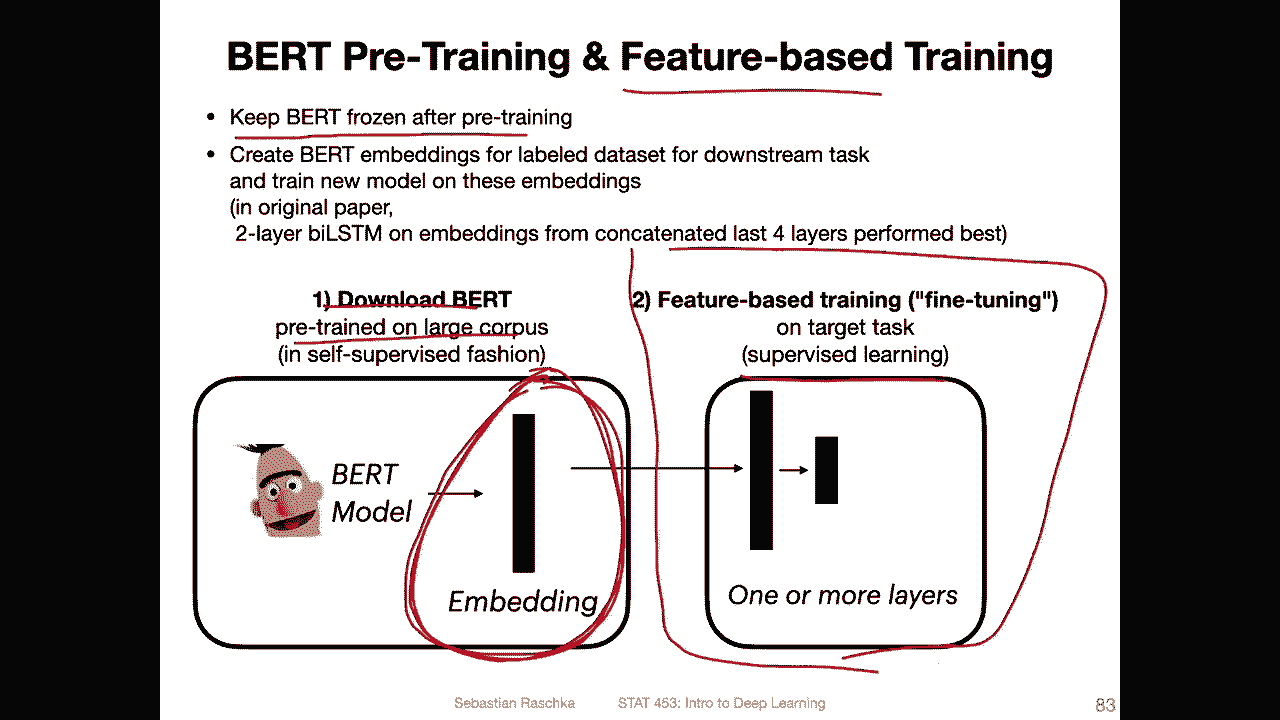 BERT Pre-Training & Feature-based Training
• Keep BERT frozen after pre-training
• Create BERT embeddings for labeled dataset for downstream task
and train new model on these embeddings
(in original paper,
2-layer biLSTM on embeddings from concatenated last 4 layers performed best)
1) Download BERT
pre-trained on large corpus
(in self-supervised fashion)
2) Feature-based training ("fine-tuning")
on target task
(supervised learning)
BERT
Model
Embedding
One or more layers
Sebastian Raschka STAT 453: Intro to Deep Learning 83